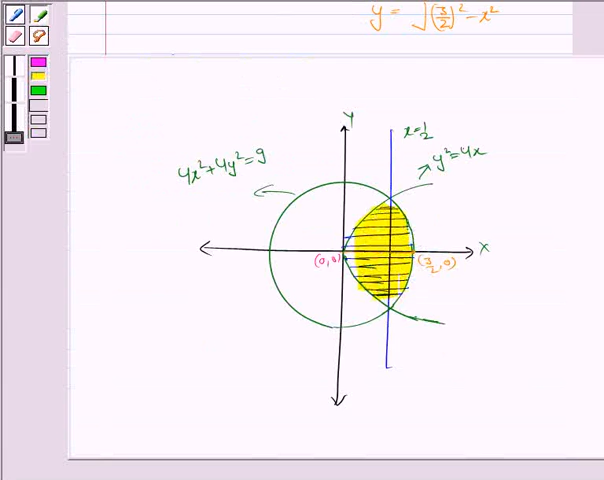 y = √(3/2)² - x²
Y
x=1/2
4x²+4y²=9
y²=4x
X
(0,0)
(3/2,0)